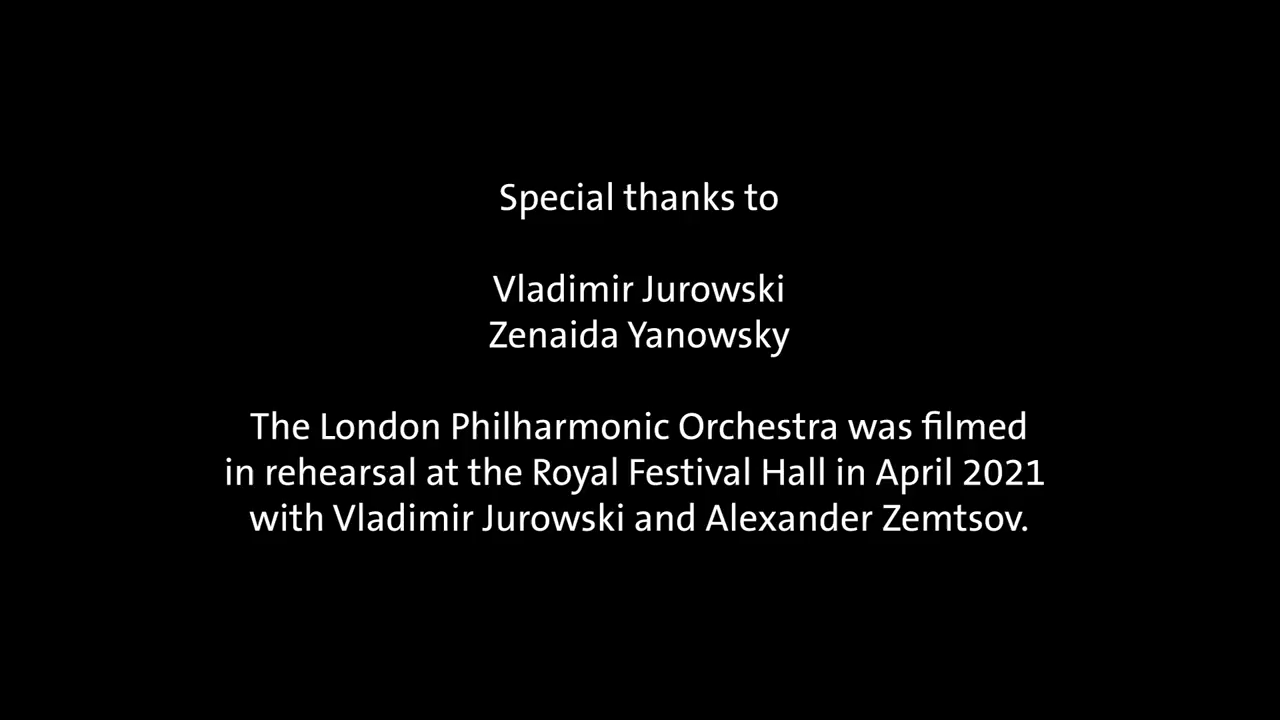 Special thanks to
Vladimir Jurowski
Zenaida Yanowsky
The London Philharmonic Orchestra was filmed
in rehearsal at the Royal Festival Hall in April 2021
with Vladimir Jurowski and Alexander Zemtsov.